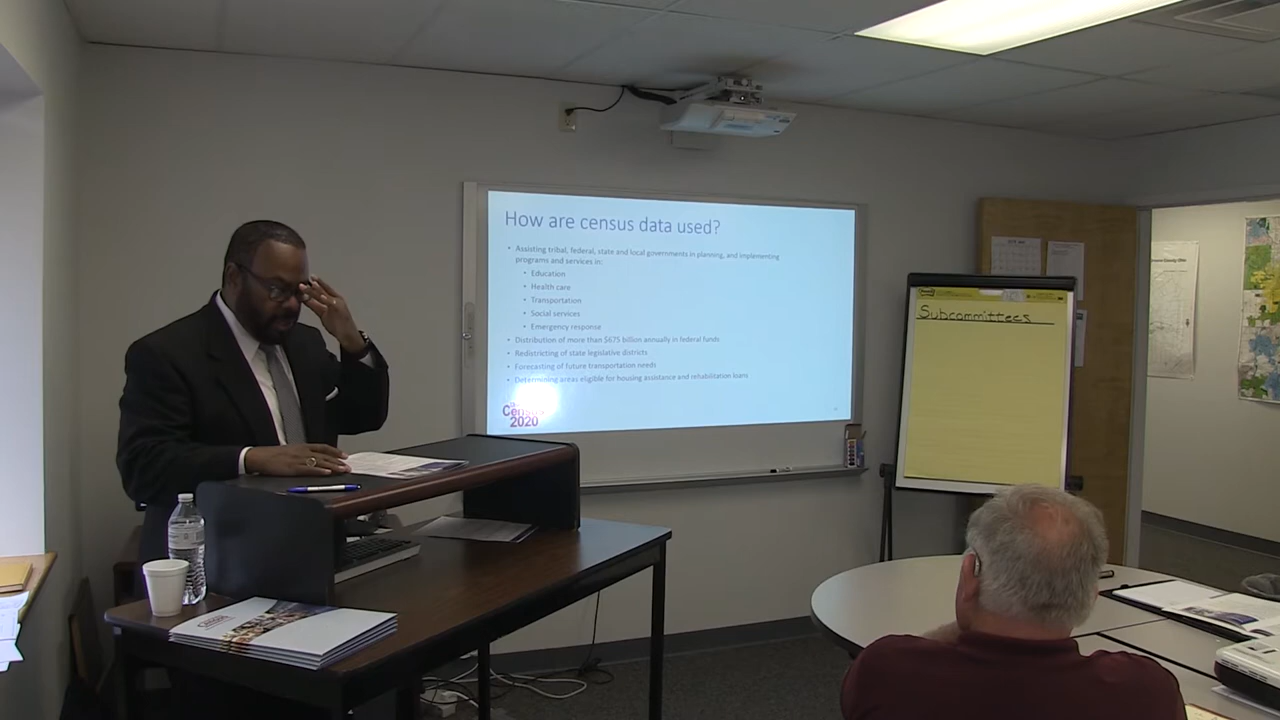 How are census data used?
• Assisting tribal, federal, state and local governments in planning, and implementing
programs and services in:
• Education
• Health care
• Transportation
• Social services
• Emergency response
• Distribution of more than $675 billion annually in federal funds
• Redistricting of state legislative districts
• Forecasting of future transportation needs
• Determining areas eligible for housing assistance and rehabilitation loans
Census
2020
Subcommittees